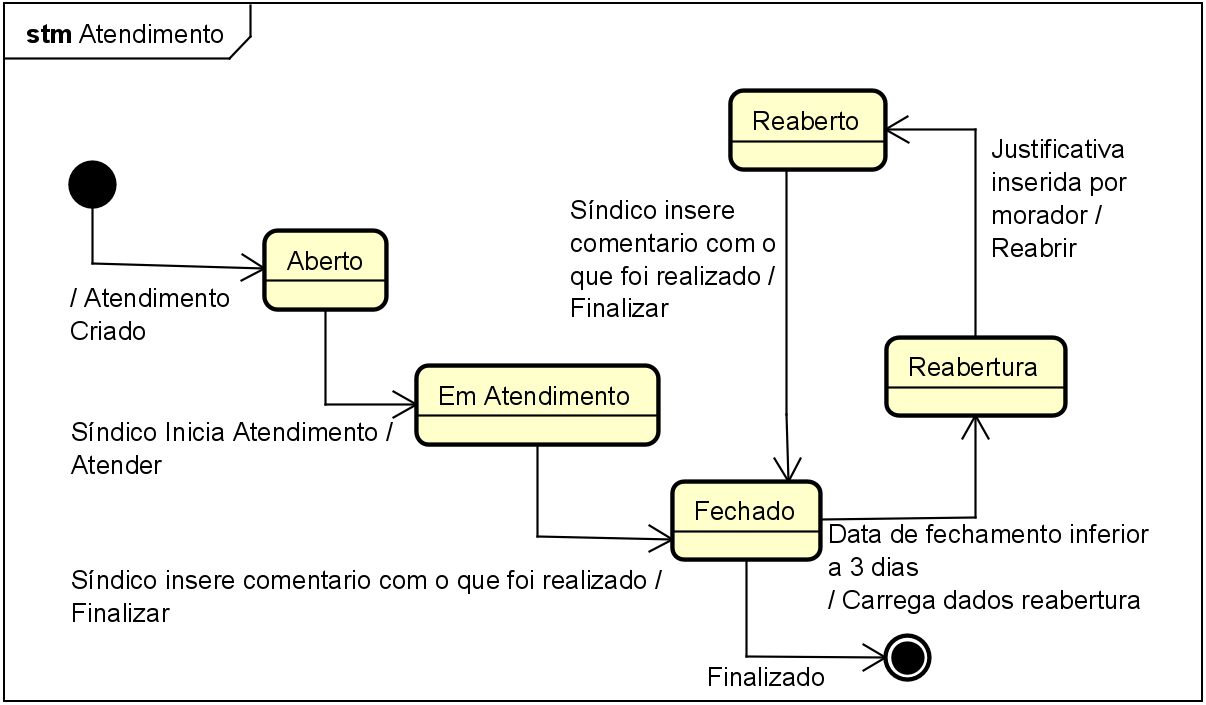 stm Atendimento
Reaberto
Justificativa
inserida por
morador /
Reabrir
Síndico insere
comentario com o
que foi realizado /
Finalizar
Aberto
/ Atendimento
Criado
Reabertura
Em Atendimento
Síndico Inicia Atendimento /
Atender
Fechado
Data de fechamento inferior
a 3 dias
/ Carrega dados reabertura
Síndico insere comentario com o que foi realizado /
Finalizar
Finalizado